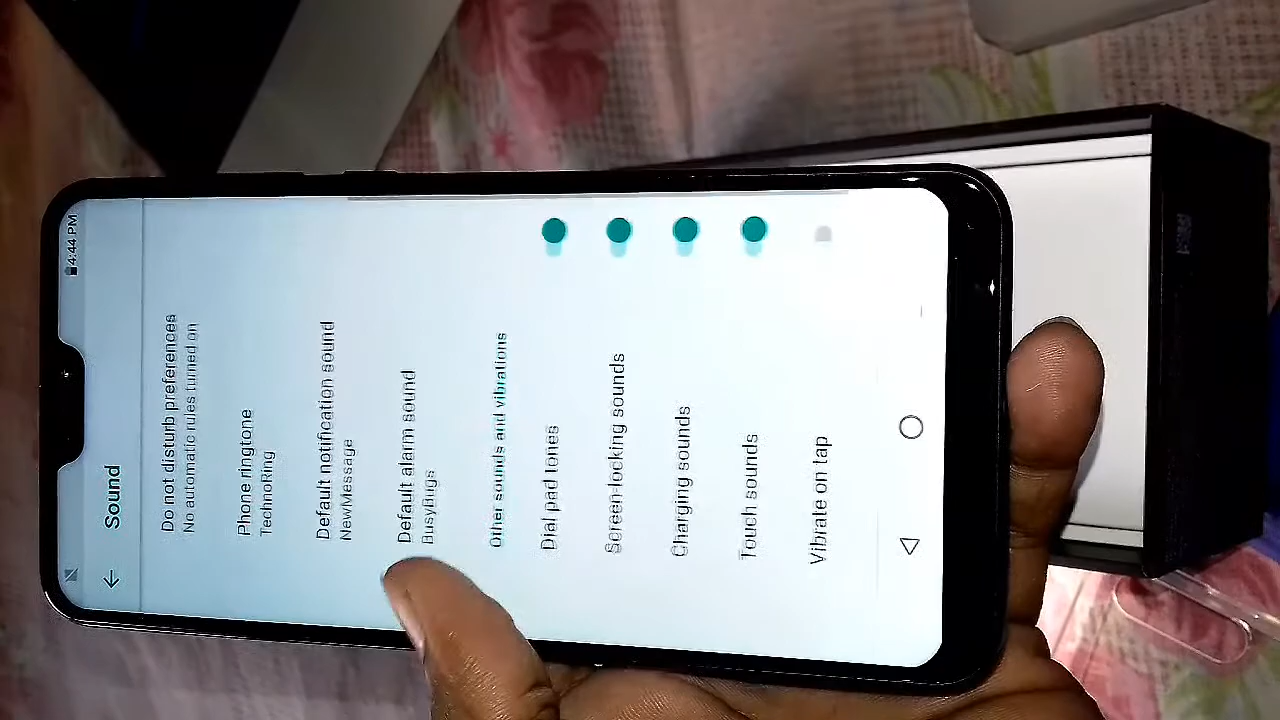 4:44 PM
Sound
Do not disturb preferences
No automatic rules turned on
Phone ringtone
TechnoRing
Default notification sound
NewMessage
Default alarm sound
BusyBugs
Other sounds and vibrations
Dial pad tones
Screen-locking sounds
Charging sounds
Touch sounds
Vibrate on tap